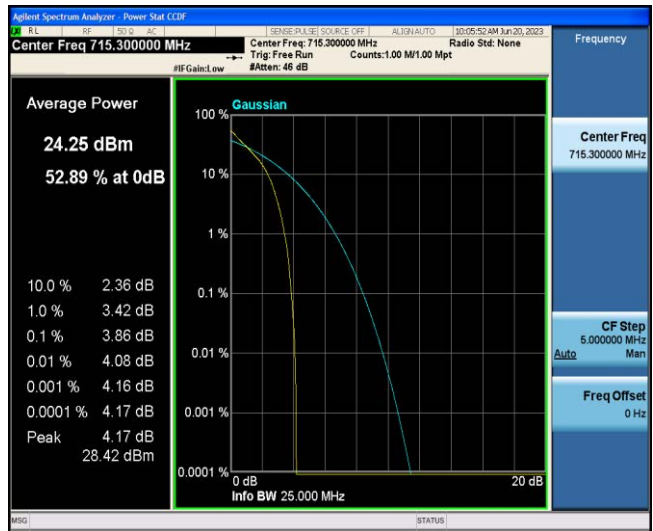 Agilent Spectrum Analyzer - Power Stat CCDF
RL RF 50 Ω AC SENSE:PULSE SOURCE OFF ALIGNAUTO 10:05:52 AM Jun 20, 2023
Center Freq 715.300000 MHz
Center Freq: 715.300000 MHz Radio Std: None
Trig: Free Run Counts:1.00 M/1.00 Mpt
#IFGain:Low #Atten: 46 dB
Frequency
Average Power
24.25 dBm
52.89 % at 0dB
10.0 % 2.36 dB
1.0 % 3.42 dB
0.1 % 3.86 dB
0.01 % 4.08 dB
0.001 % 4.16 dB
0.0001 % 4.17 dB
Peak 4.17 dB
28.42 dBm
Gaussian
100 %
10 %
1 %
0.1 %
0.01 %
0.001 %
0.0001 %
0 dB 20 dB
Info BW 25.000 MHz
Center Freq
715.300000 MHz
CF Step
5.000000 MHz
Auto Man
Freq Offset
0 Hz
MSG STATUS